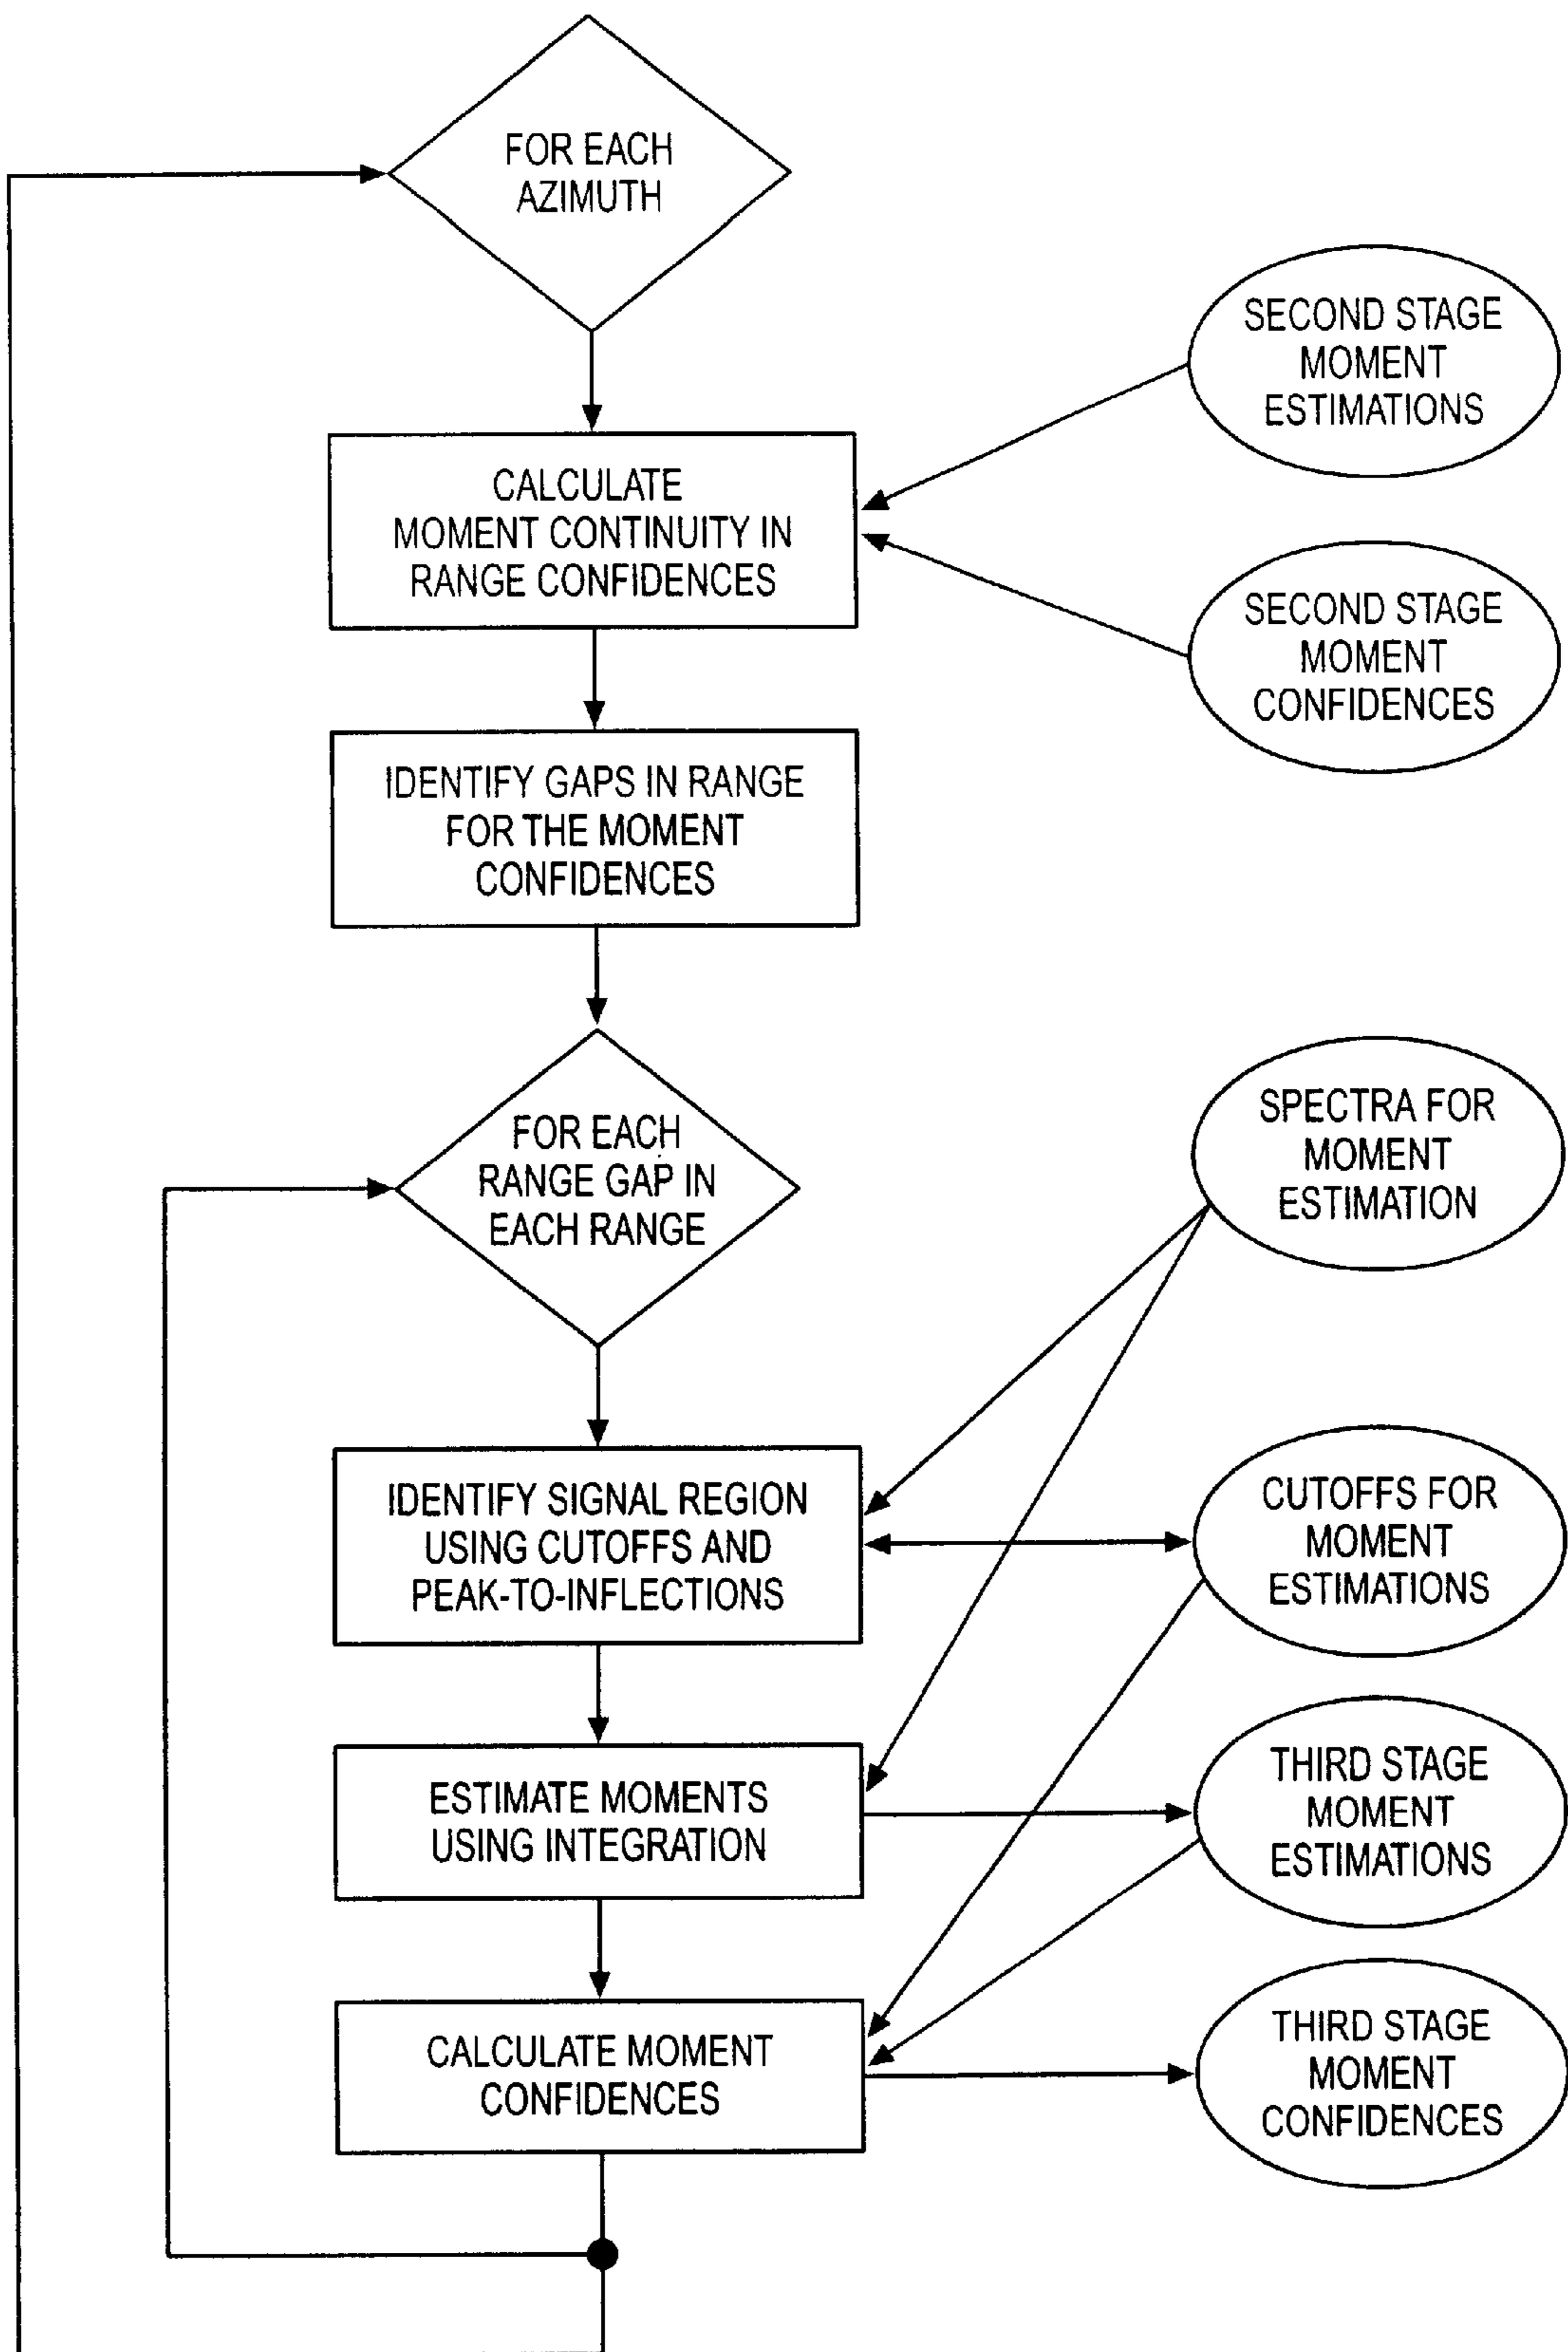 FOR EACH
AZIMUTH
SECOND STAGE
MOMENT
ESTIMATIONS
CALCULATE
MOMENT CONTINUITY IN
RANGE CONFIDENCES
SECOND STAGE
MOMENT
CONFIDENCES
IDENTIFY GAPS IN RANGE
FOR THE MOMENT
CONFIDENCES
FOR EACH
RANGE GAP IN
EACH RANGE
SPECTRA FOR
MOMENT
ESTIMATION
IDENTIFY SIGNAL REGION
USING CUTOFFS AND
PEAK-TO-INFLECTIONS
CUTOFFS FOR
MOMENT
ESTIMATIONS
ESTIMATE MOMENTS
USING INTEGRATION
THIRD STAGE
MOMENT
ESTIMATIONS
CALCULATE MOMENT
CONFIDENCES
THIRD STAGE
MOMENT
CONFIDENCES